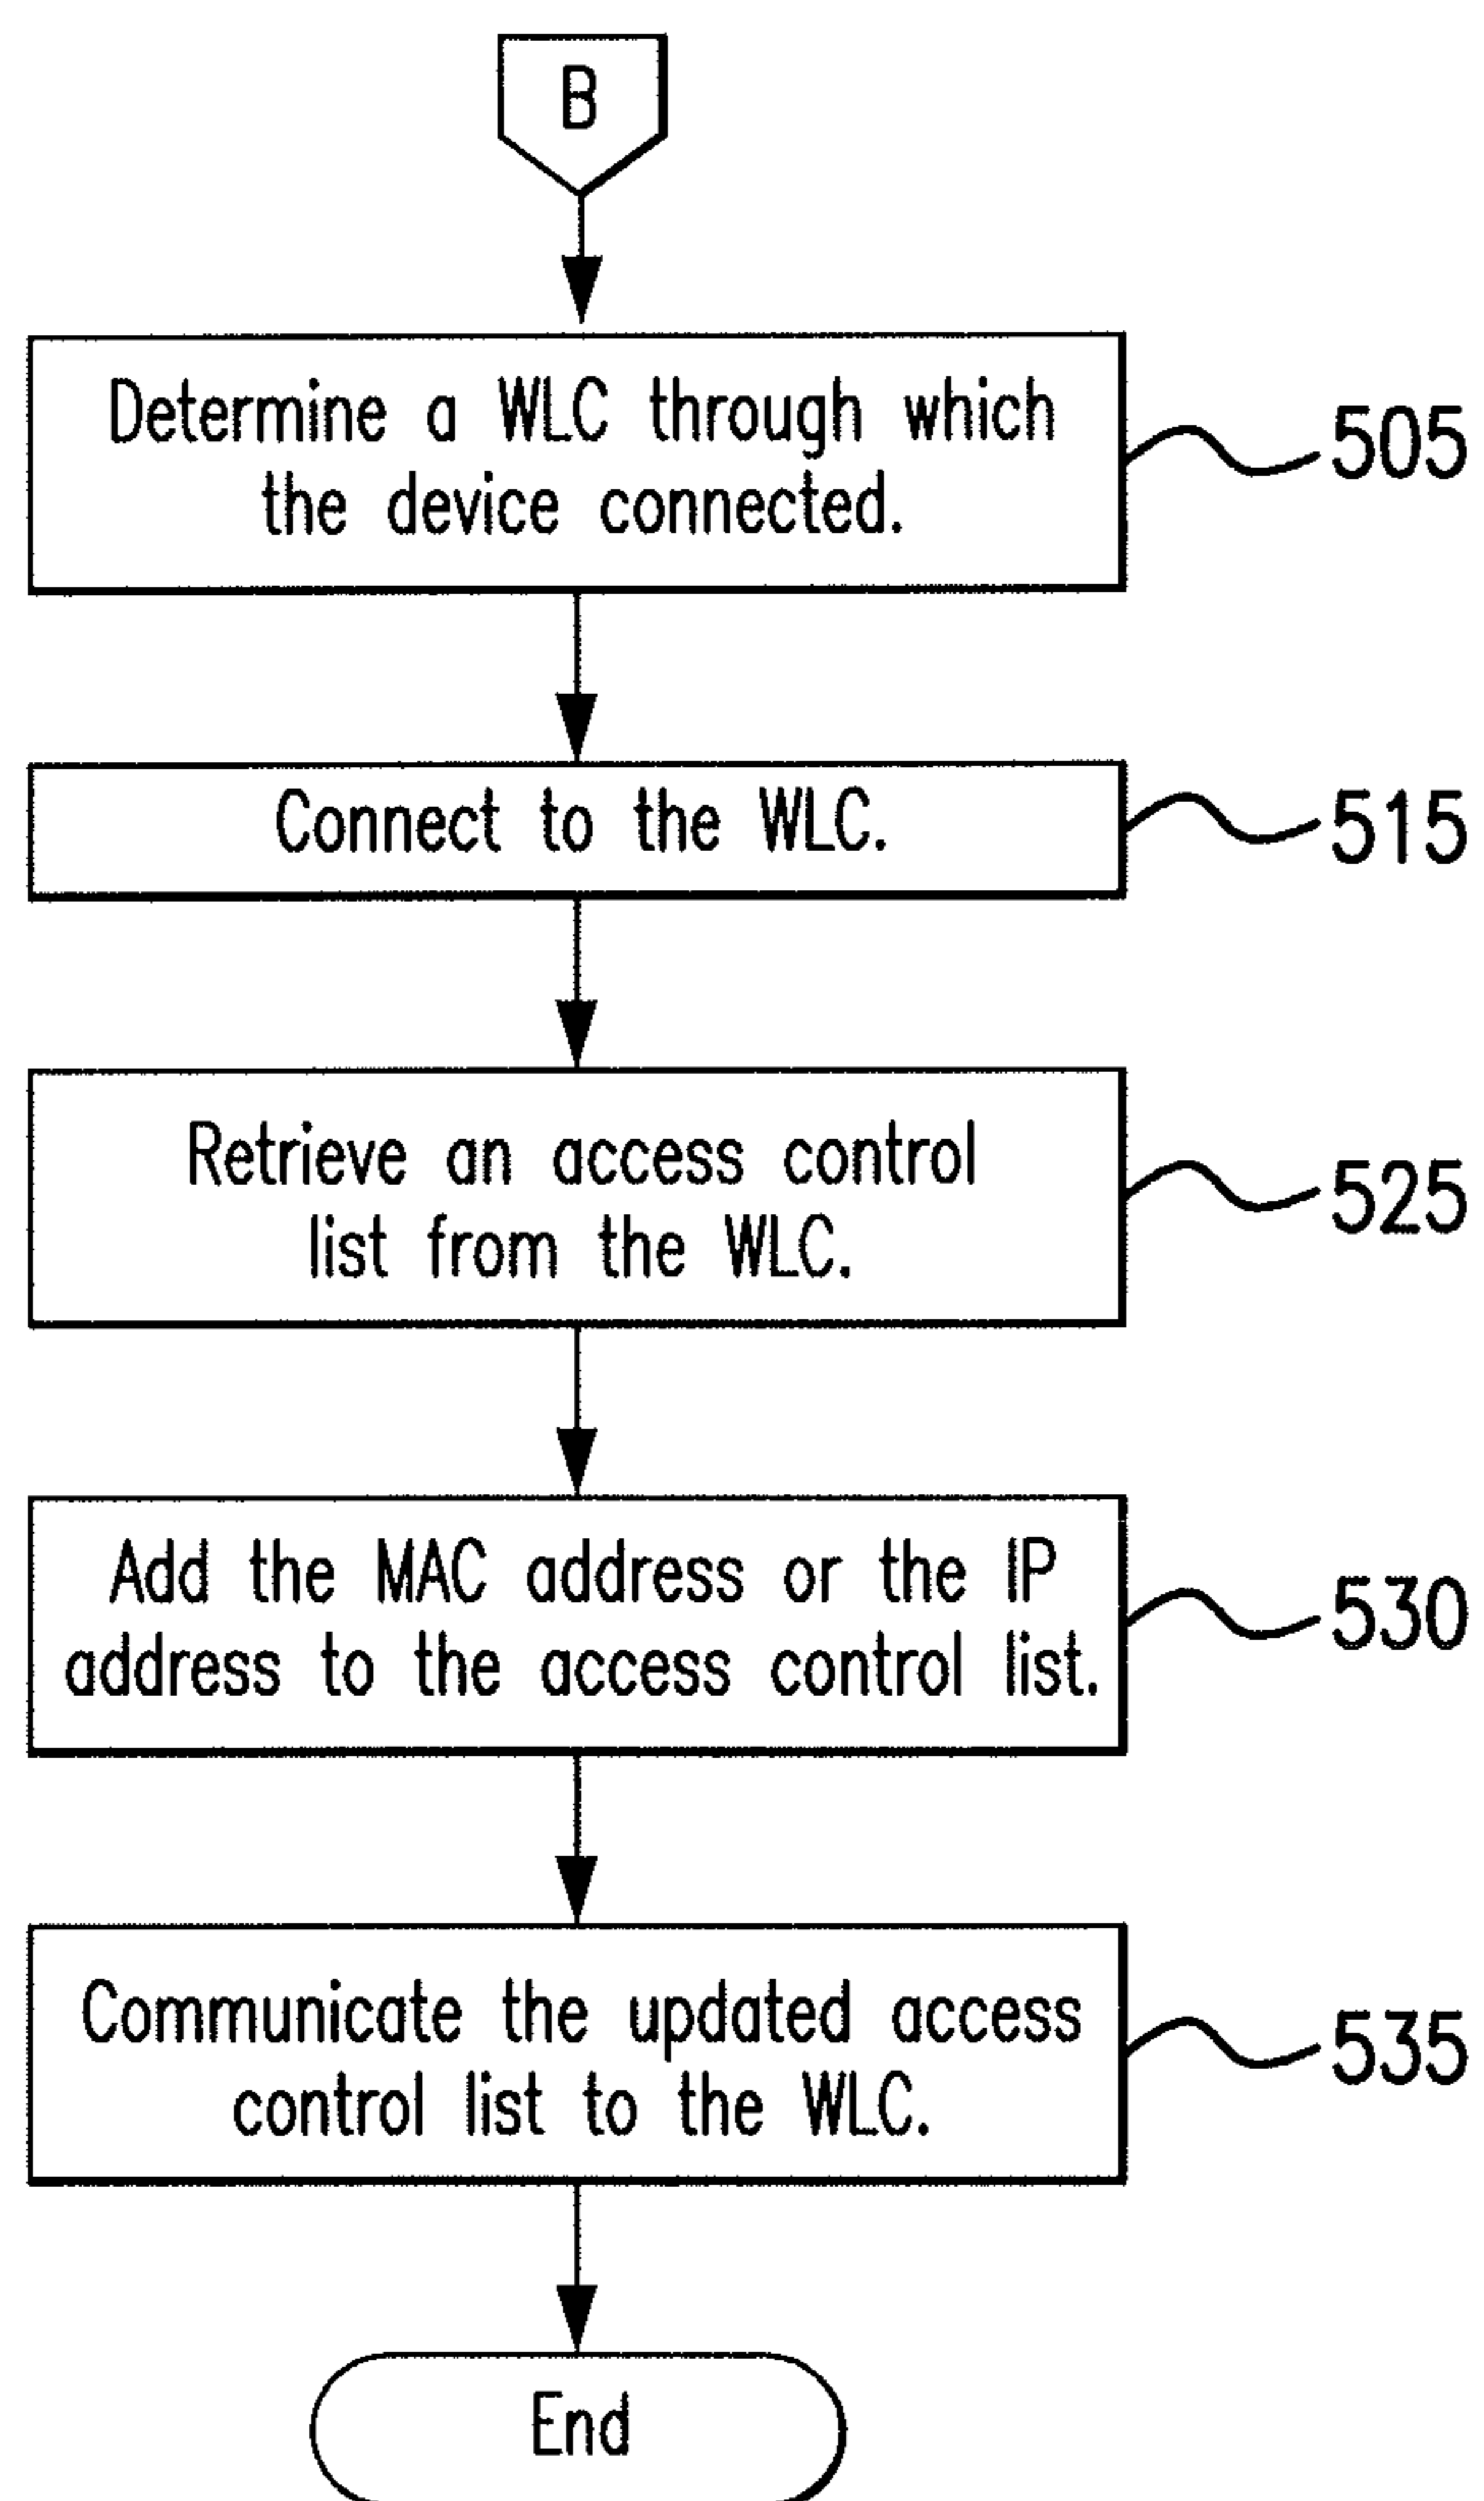 B
Determine a WLC through which
the device connected.
505
Connect to the WLC.
515
Retrieve an access control
list from the WLC.
525
Add the MAC address or the IP
address to the access control list.
530
Communicate the updated access
control list to the WLC.
535
End